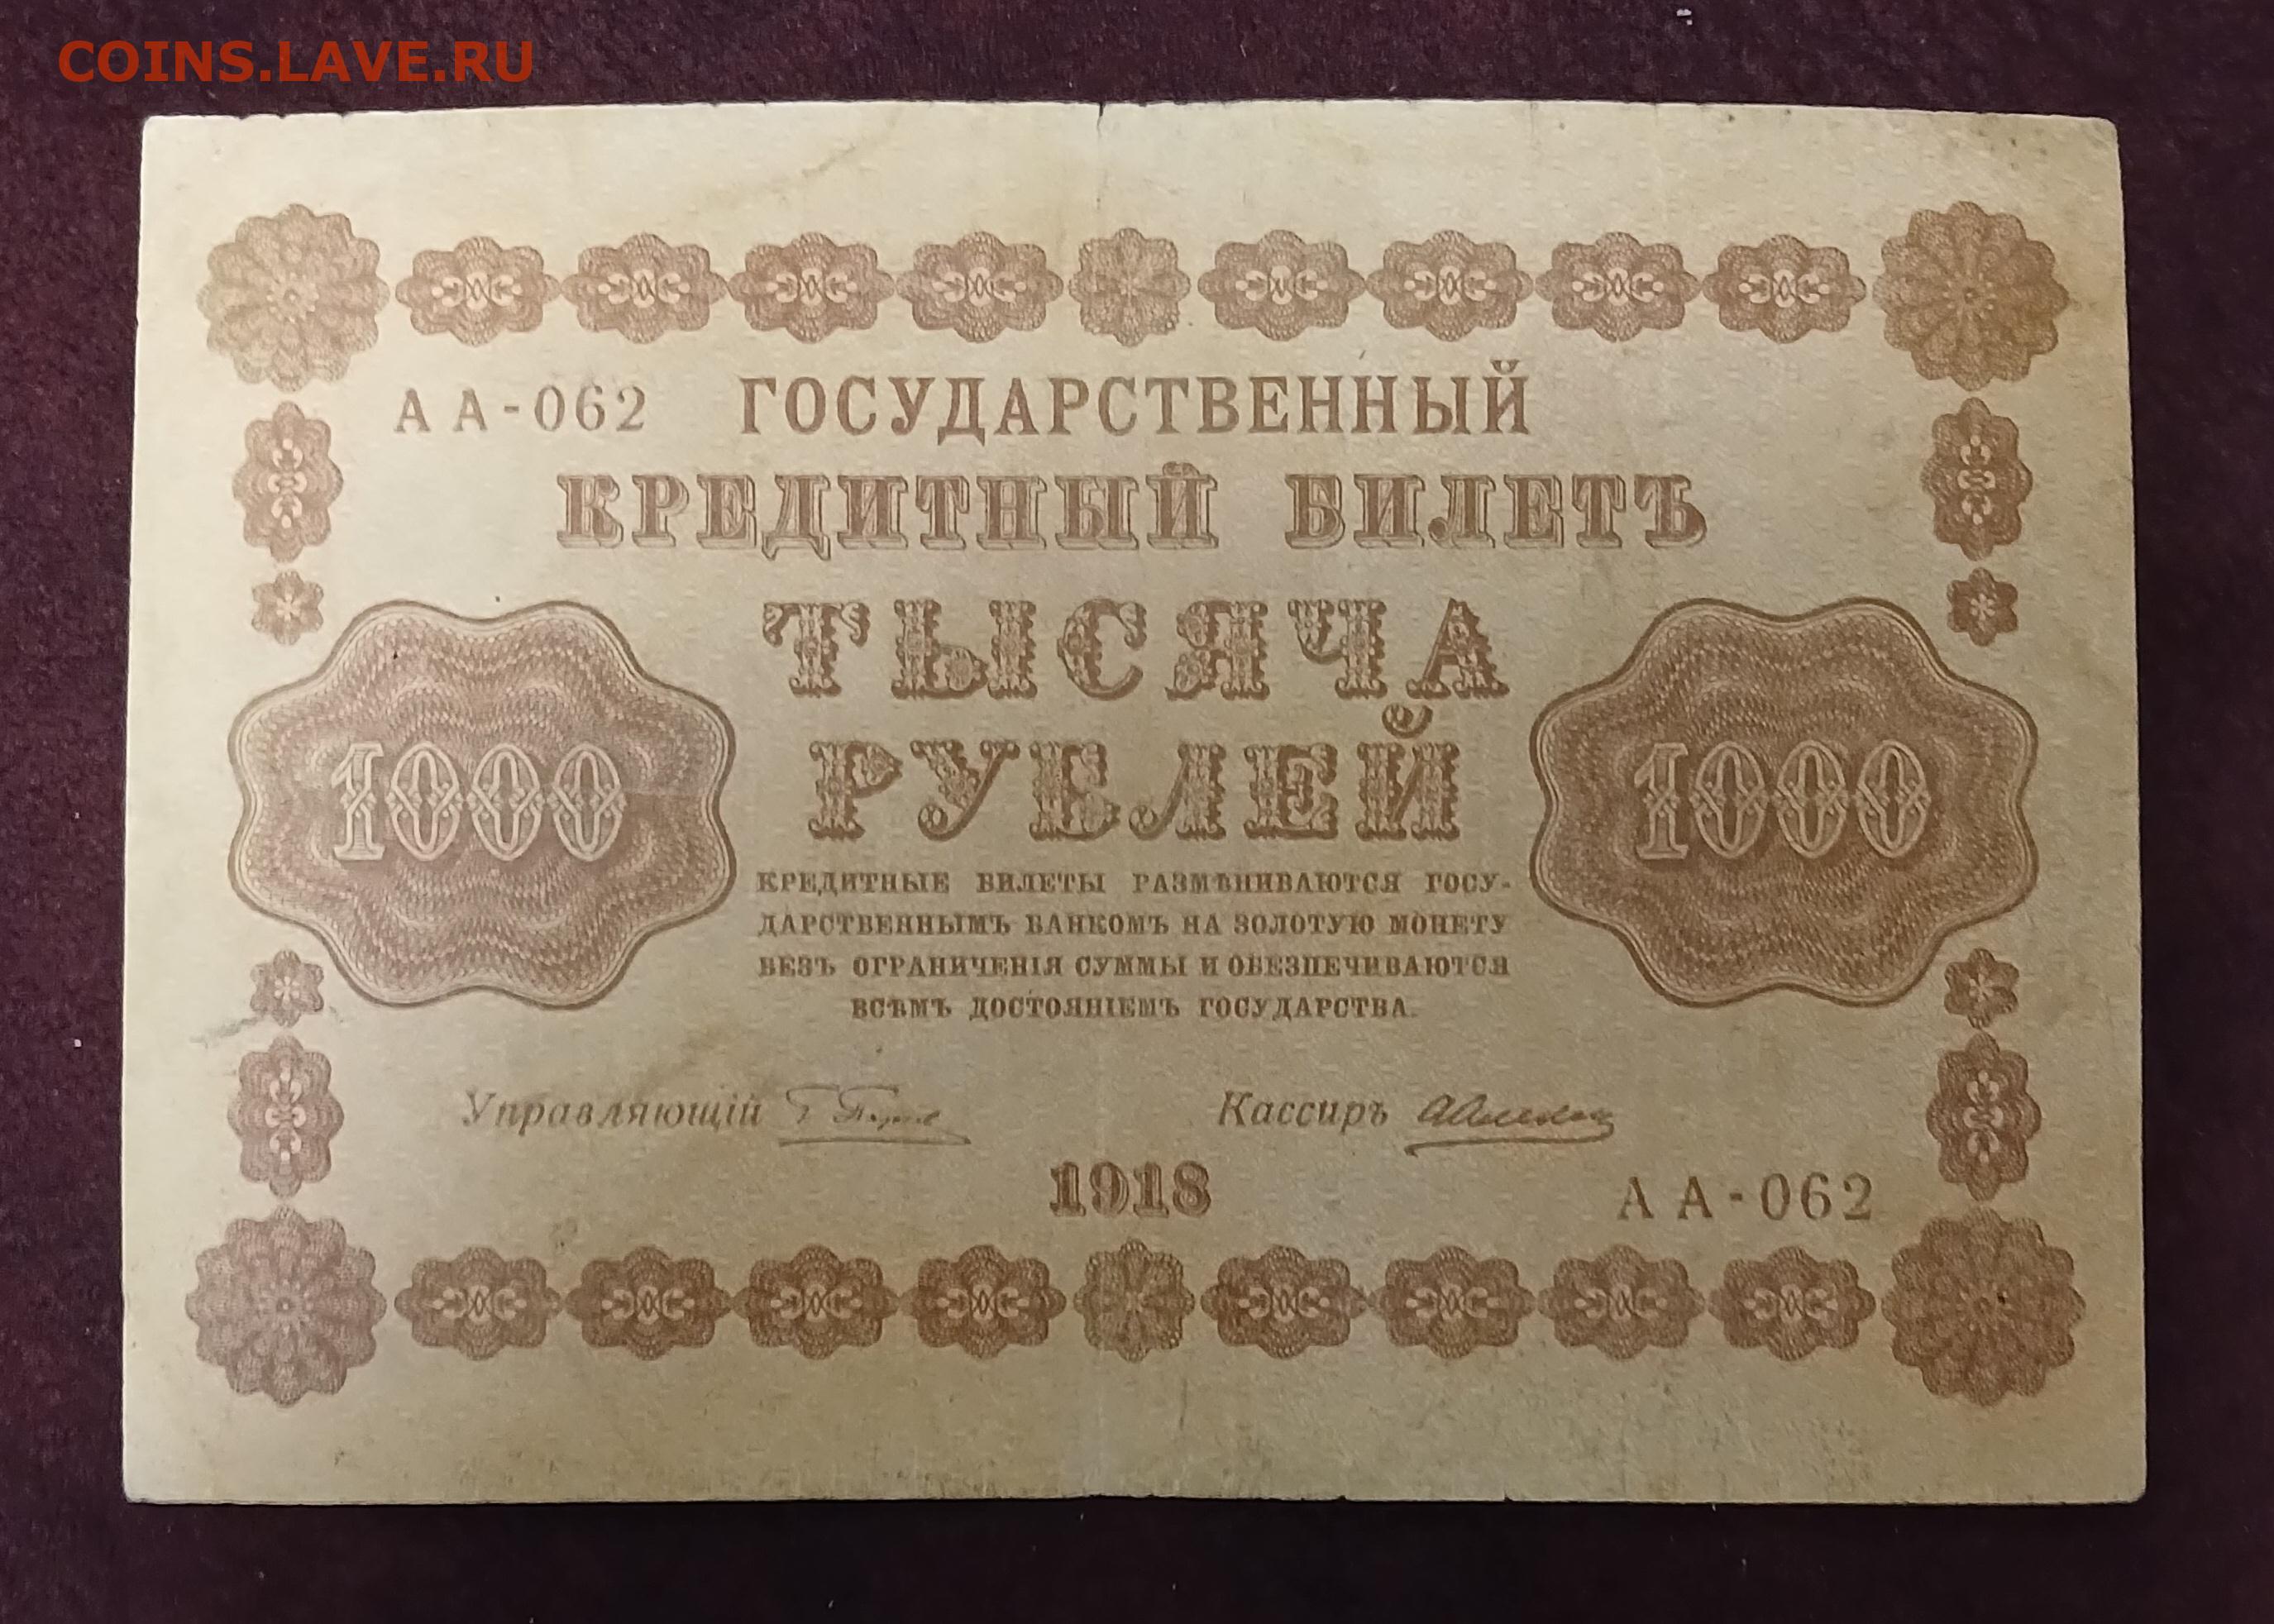 COINS.LAVE.RU
АА-062 ГОСУДАРСТВЕННЫЙ
КРЕДИТНЫЙ БИЛЕТЪ
ТЫСЯЧА
РУБЛЕЙ
1000
1000
КРЕДИТНЫЕ БИЛЕТЫ РАЗМѢНИВАЮТСЯ ГОСУ-
ДАРСТВЕННЫМЪ БАНКОМЪ НА ЗОЛОТУЮ МОНЕТУ
БЕЗЪ ОГРАНИЧЕНІЯ СУММЫ И ОБЕЗПЕЧИВАЮТСЯ
ВСѢМЪ ДОСТОЯНІЕМЪ ГОСУДАРСТВА.
Управляющій
Кассиръ
1918
АА-062